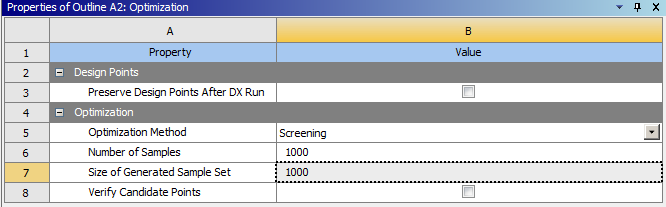 Properties of Outline A2: Optimization
A B
1 Property Value
2 Design Points
3 Preserve Design Points After DX Run
4 Optimization
5 Optimization Method Screening
6 Number of Samples 1000
7 Size of Generated Sample Set 1000
8 Verify Candidate Points